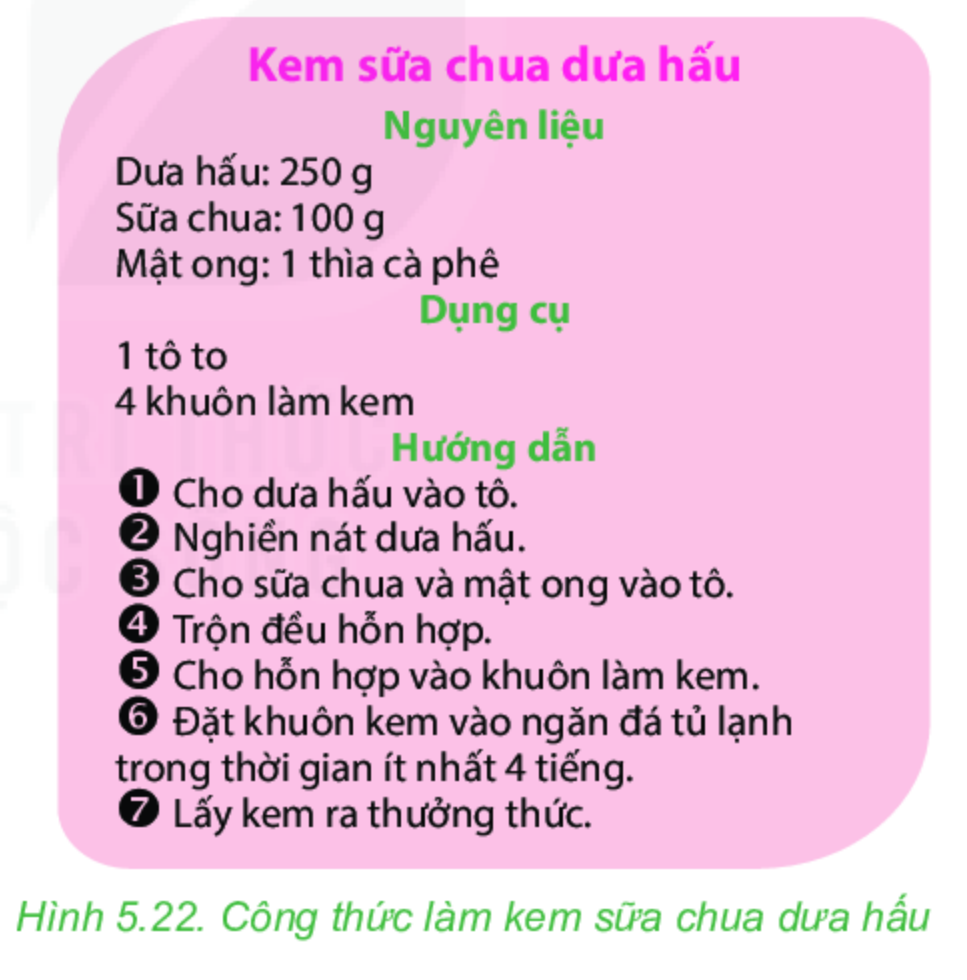 Kem sữa chua dưa hấu
Nguyên liệu
Dưa hấu: 250 g
Sữa chua: 100 g
Mật ong: 1 thìa cà phê
Dụng cụ
1 tô to
4 khuôn làm kem
Hướng dẫn
❶ Cho dưa hấu vào tô.
❷ Nghiền nát dưa hấu.
❸ Cho sữa chua và mật ong vào tô.
❹ Trộn đều hỗn hợp.
❺ Cho hỗn hợp vào khuôn làm kem.
❻ Đặt khuôn kem vào ngăn đá tủ lạnh
trong thời gian ít nhất 4 tiếng.
❼ Lấy kem ra thưởng thức.
Hình 5.22. Công thức làm kem sữa chua dưa hấu